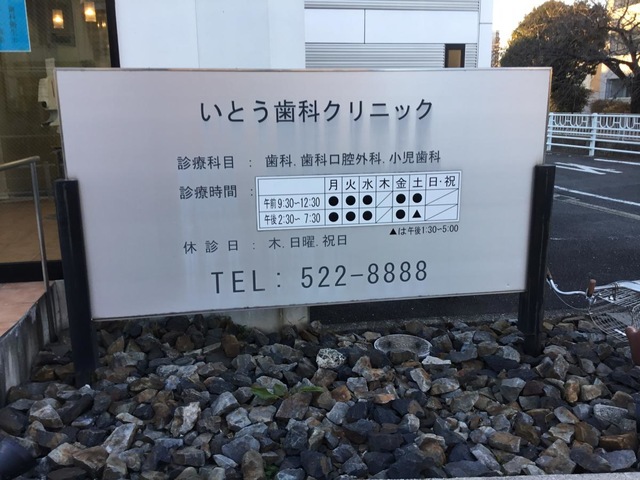 いとう歯科クリニック
診療科目 : 歯科.歯科口腔外科.小児歯科
診療時間 : 月 火 水 木 金 土 日・祝
午前 9:30～12:30 ● ● ● ／ ● ● ／
午後 2:30～ 7:30 ● ● ● ／ ● ▲ ／
▲は午後1:30～5:00
休診日 : 木.日曜.祝日
TEL: 522-8888